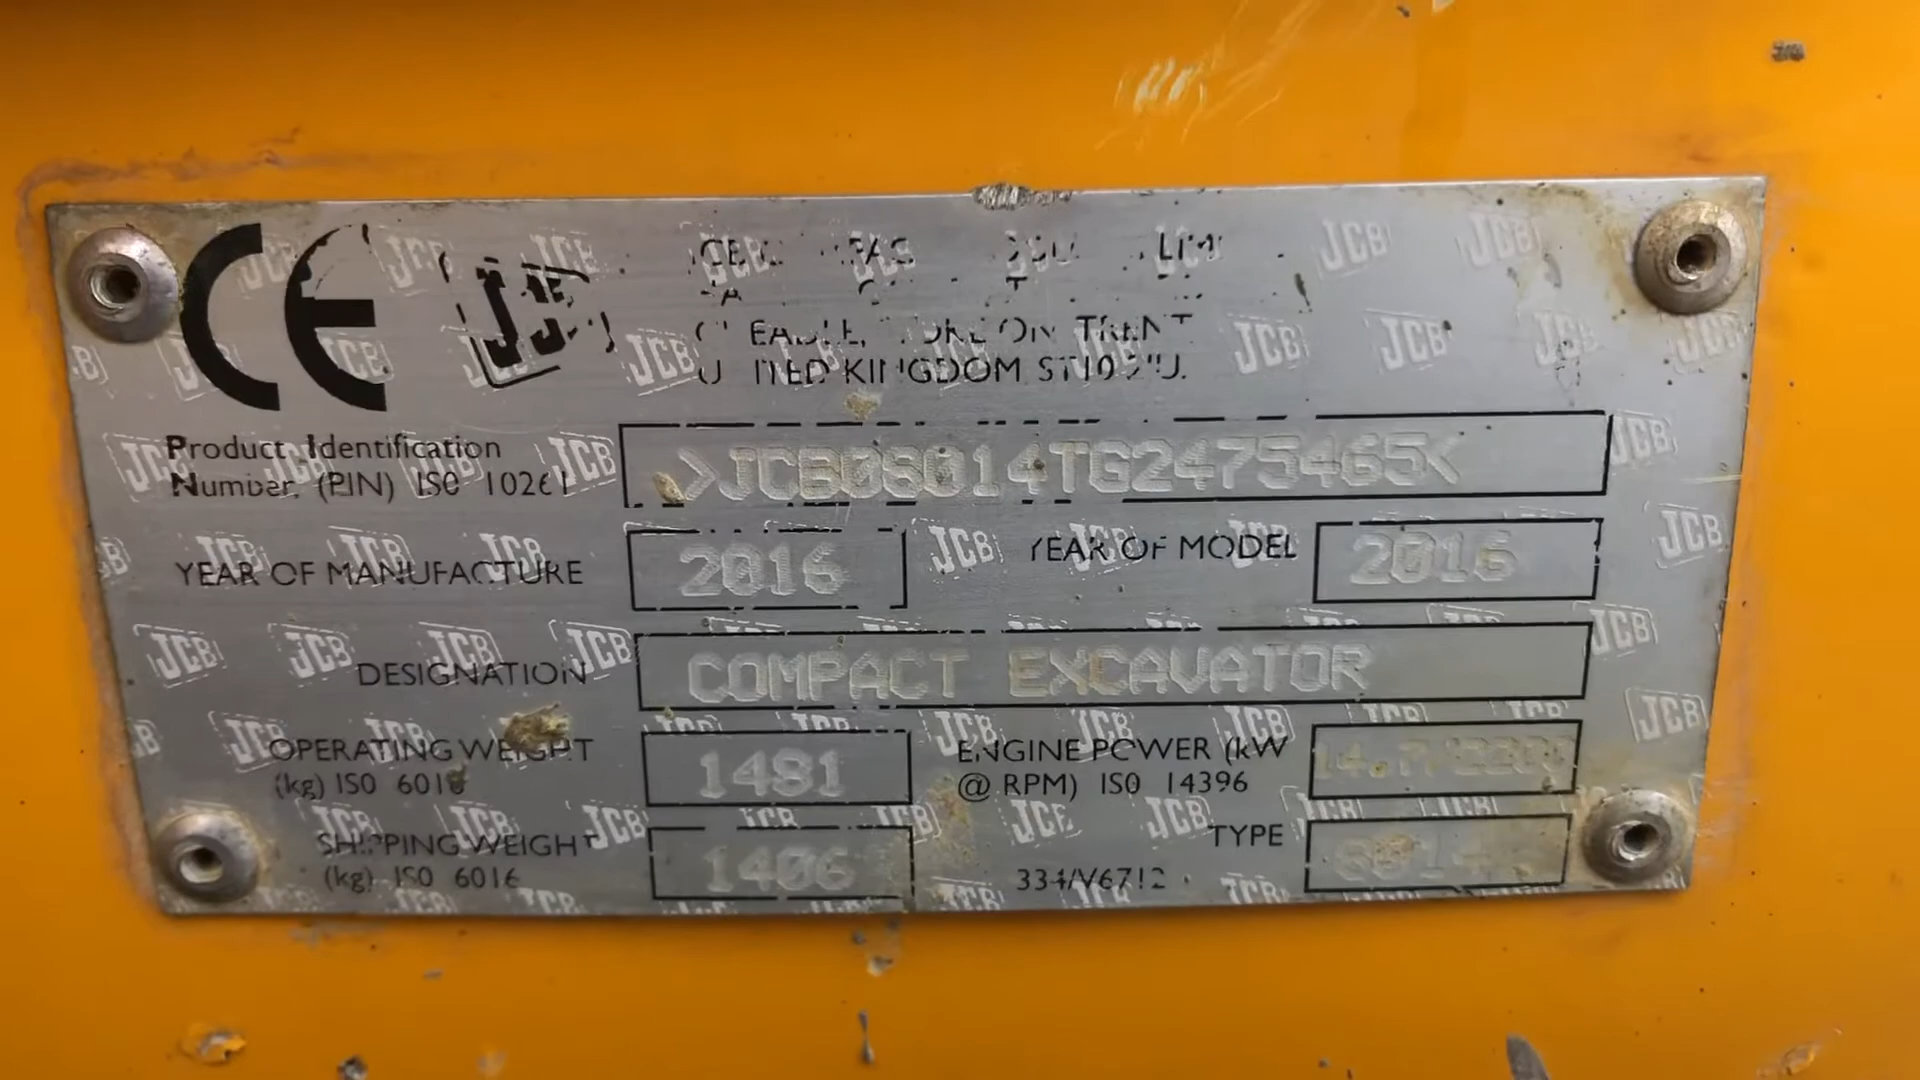 CE JCB
CHEADLE, STOKE ON TRENT
UNITED KINGDOM ST10
Product Identification
Number (PIN) ISO 10261
>JCB08014TG2475465<
YEAR OF MANUFACTURE 2016 YEAR OF MODEL 2016
DESIGNATION COMPACT EXCAVATOR
OPERATING WEIGHT
(kg) ISO 6016
1481
ENGINE POWER (kW
@ RPM) ISO 14396
SHIPPING WEIGHT
(kg) ISO 6016
1406
334/V6712
TYPE